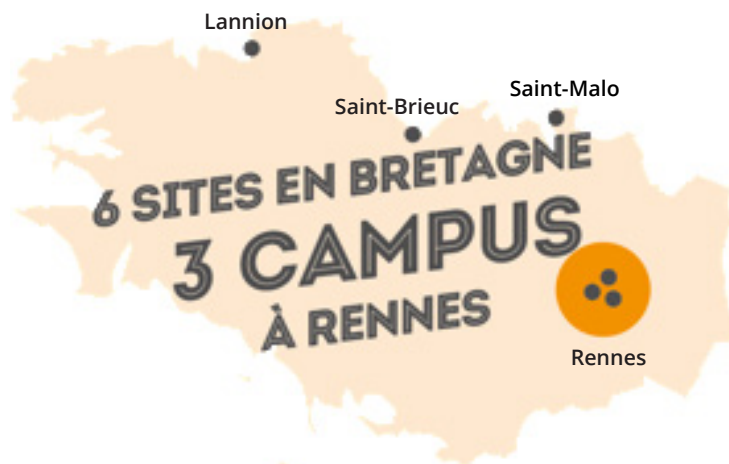 Lannion
Saint-Brieuc
Saint-Malo
6 SITES EN BRETAGNE
3 CAMPUS
À RENNES
Rennes